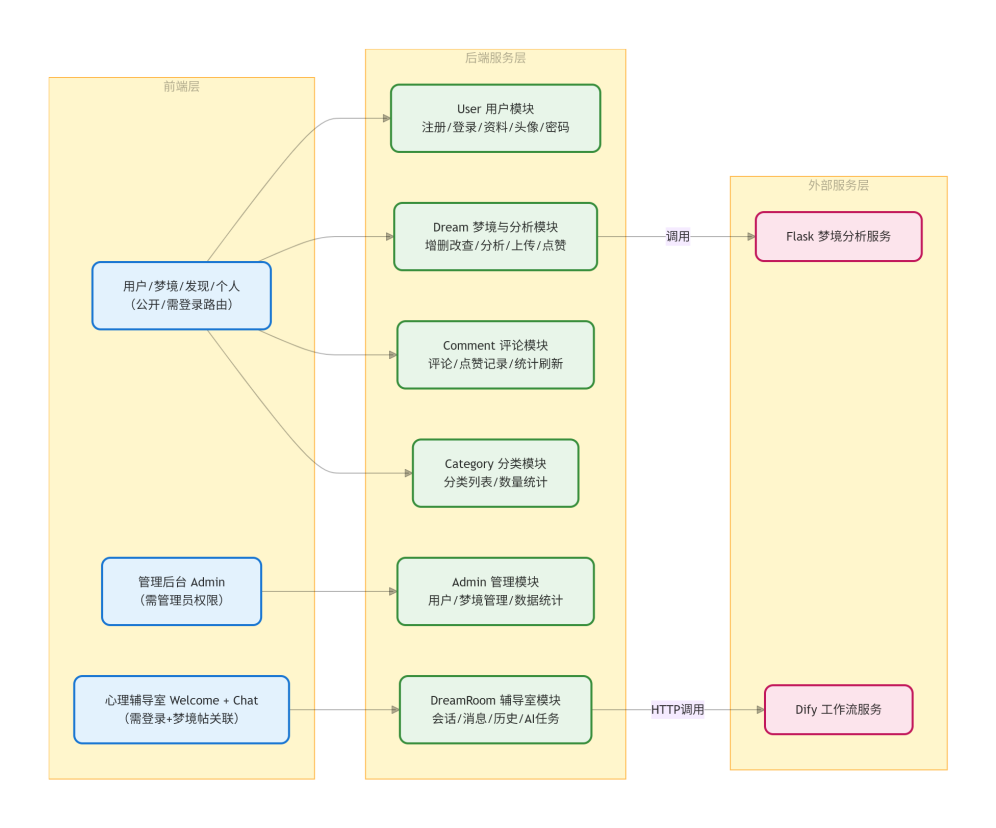 前端层
用户/梦境/发现/个人
（公开/需登录路由）
管理后台 Admin
（需管理员权限）
心理辅导室 Welcome + Chat
（需登录+梦境帖关联）
后端服务层
User 用户模块
注册/登录/资料/头像/密码
Dream 梦境与分析模块
增删改查/分析/上传/点赞
Comment 评论模块
评论/点赞记录/统计刷新
Category 分类模块
分类列表/数量统计
Admin 管理模块
用户/梦境管理/数据统计
DreamRoom 辅导室模块
会话/消息/历史/AI任务
调用
HTTP调用
外部服务层
Flask 梦境分析服务
Dify 工作流服务